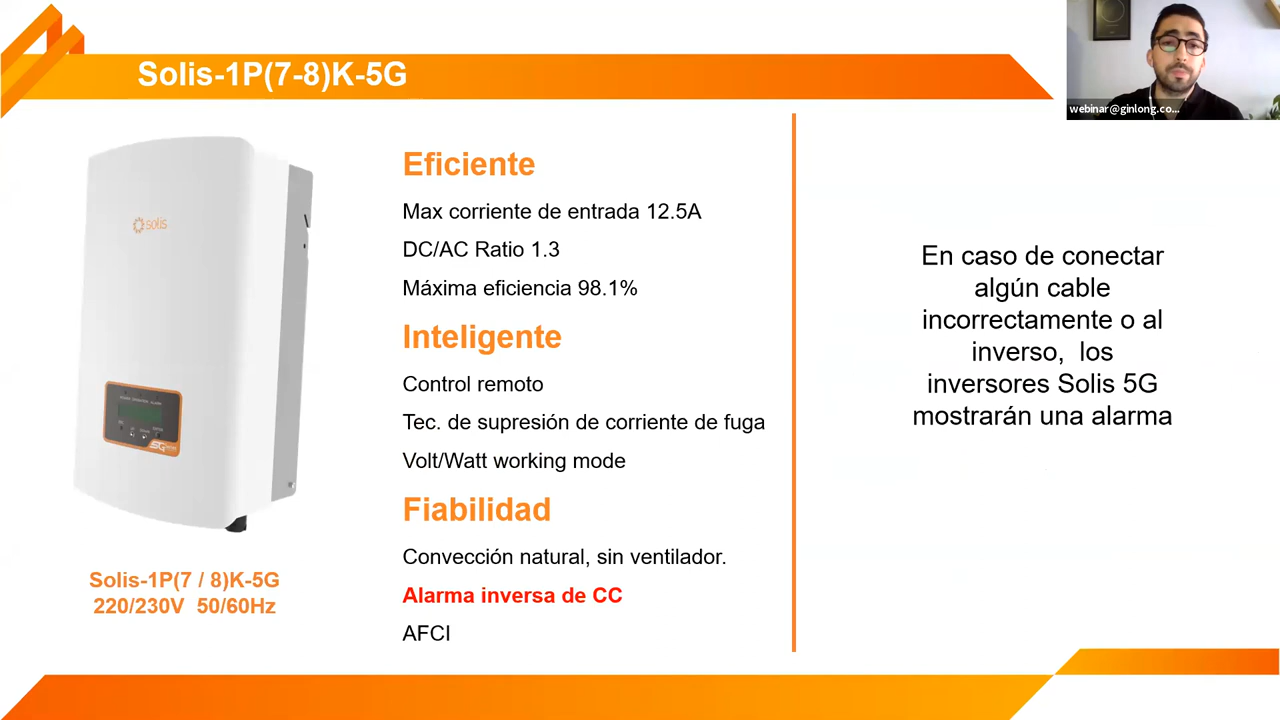 Solis-1P(7-8)K-5G
webinar@ginlong.co...
solis
5G
Eficiente
Max corriente de entrada 12.5A
DC/AC Ratio 1.3
Máxima eficiencia 98.1%
Inteligente
Control remoto
Tec. de supresión de corriente de fuga
Volt/Watt working mode
Fiabilidad
Convección natural, sin ventilador.
Alarma inversa de CC
AFCI
Solis-1P(7 / 8)K-5G
220/230V 50/60Hz
En caso de conectar
algún cable
incorrectamente o al
inverso, los
inversores Solis 5G
mostrarán una alarma